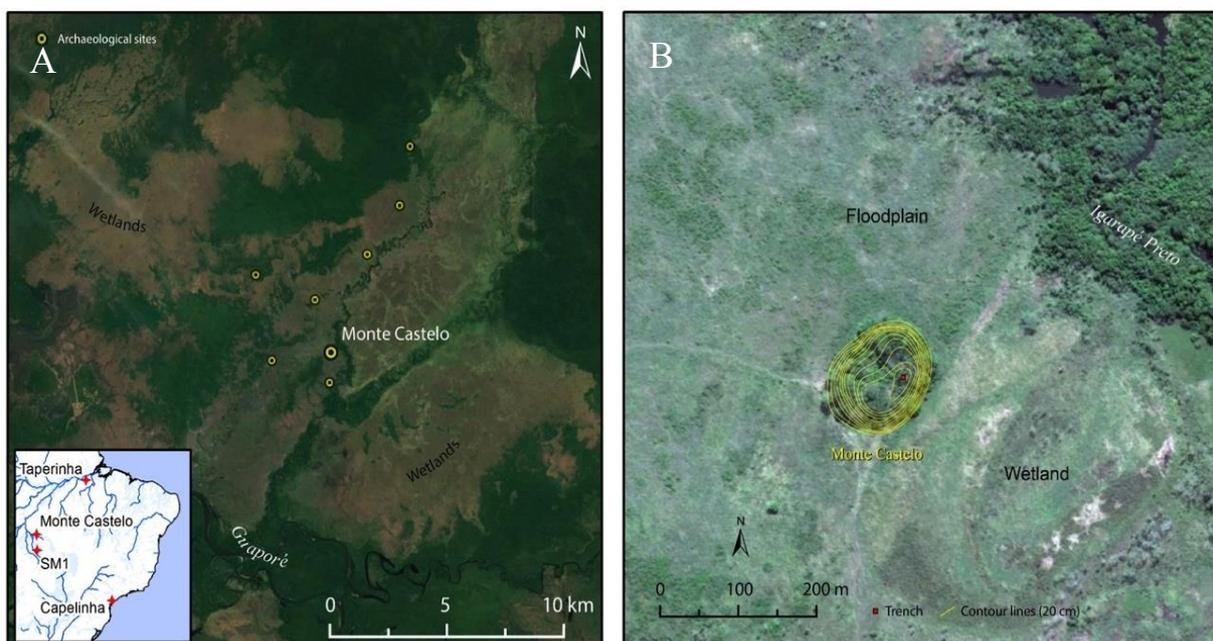 Archaeological sites
A
N
Wetlands
Monte Castelo
Wetlands
Guaporé
Taperinha
Monte Castelo
SM1
Capelinha
0 5 10 km
B
Floodplain
Igarapé Preto
Monte Castelo
Wetland
N
0 100 200 m
Trench Contour lines (20 cm)